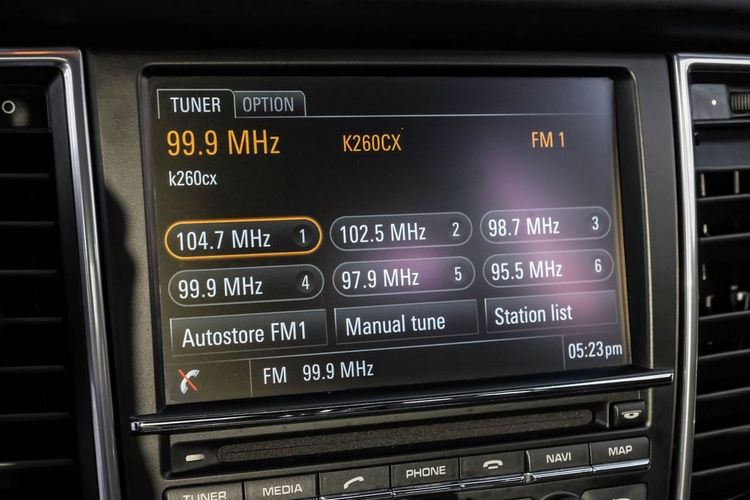 TUNER OPTION
99.9 MHz K260CX FM 1
k260cx
104.7 MHz 1 102.5 MHz 2 98.7 MHz 3
99.9 MHz 4 97.9 MHz 5 95.5 MHz 6
Autostore FM1 Manual tune Station list
FM 99.9 MHz 05:23pm
TUNER MEDIA PHONE NAVI MAP